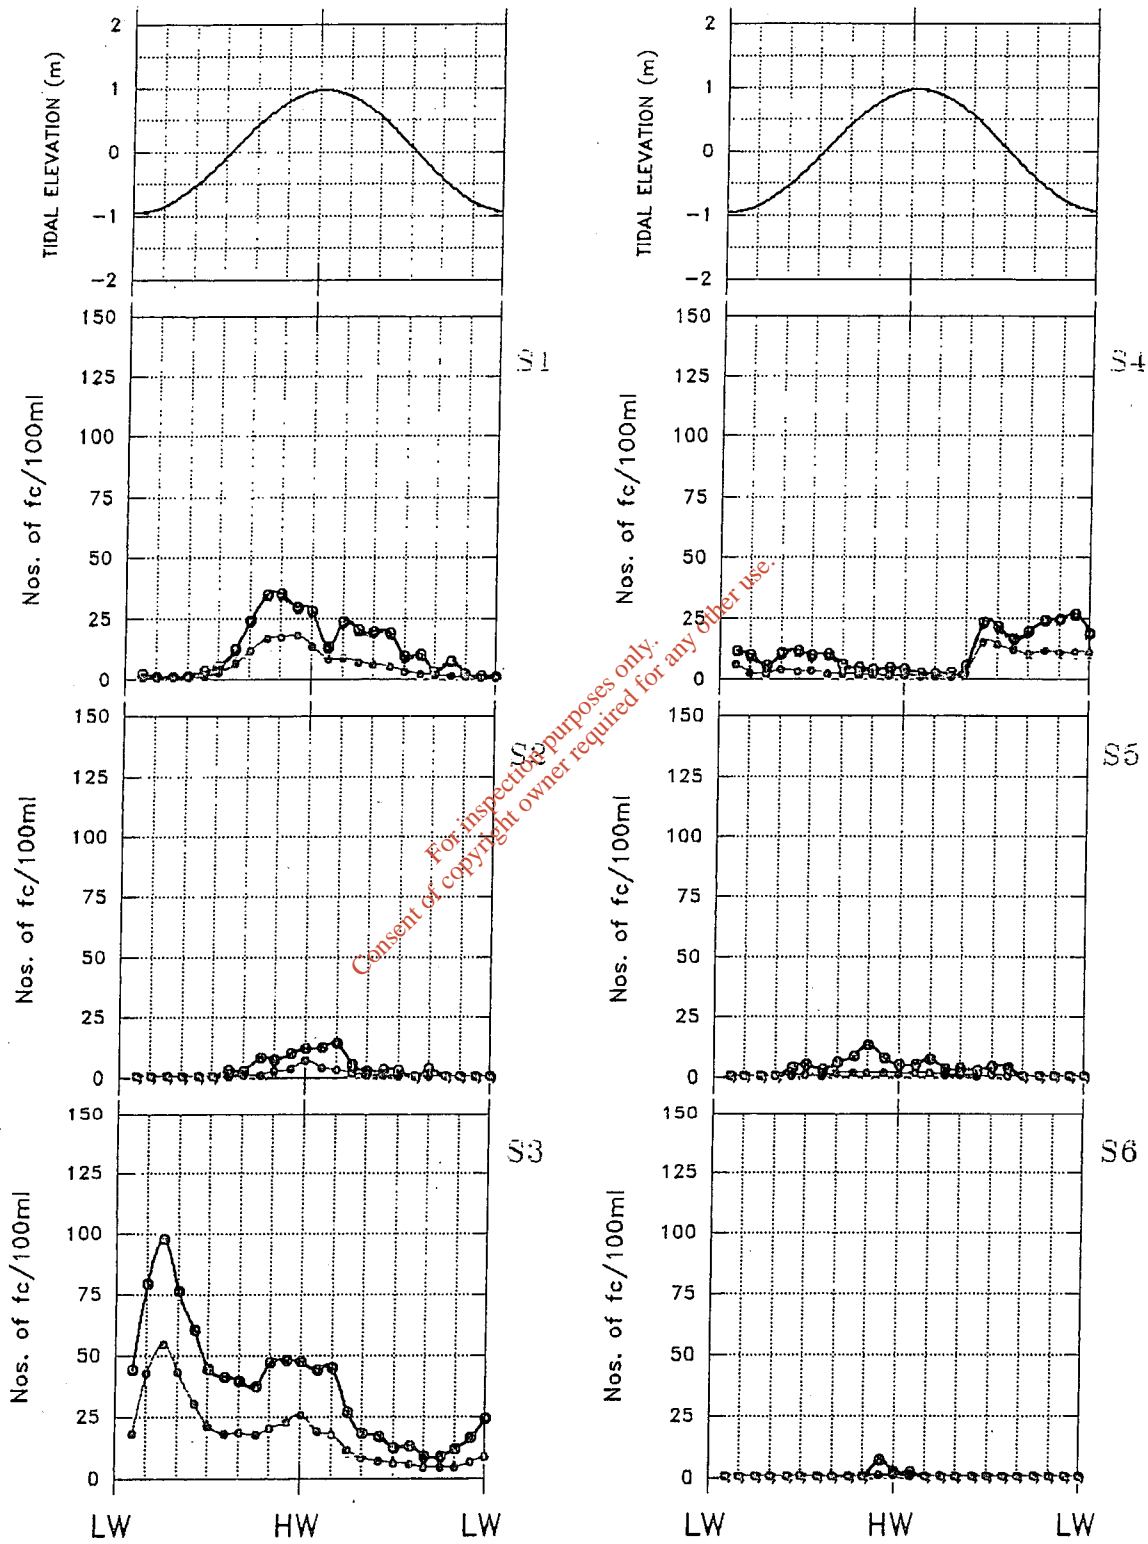 2
1
0
−1
−2
TIDAL ELEVATION (m)
150
125
100
75
50
25
0
Nos. of fc/100ml
S1
150
125
100
75
50
25
0
Nos. of fc/100ml
S2
150
125
100
75
50
25
0
Nos. of fc/100ml
S3
LW
HW
LW
2
1
0
−1
−2
TIDAL ELEVATION (m)
150
125
100
75
50
25
0
Nos. of fc/100ml
S4
150
125
100
75
50
25
0
Nos. of fc/100ml
S5
150
125
100
75
50
25
0
Nos. of fc/100ml
S6
LW
HW
LW
For inspection purposes only.
Consent of copyright owner required for any other use.